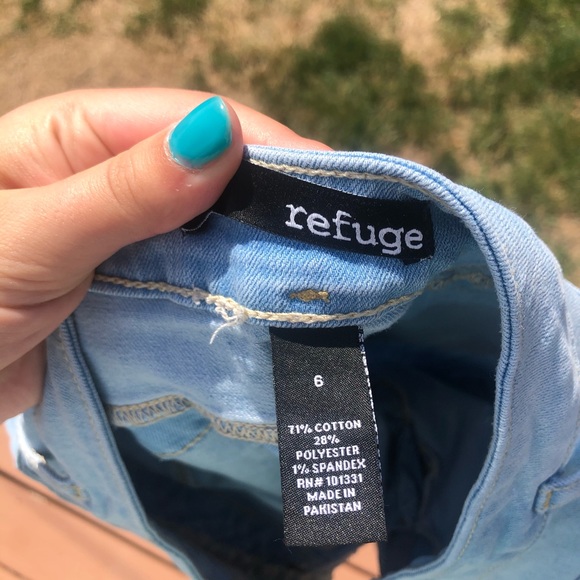 refuge
6
71% COTTON
28%
POLYESTER
1% SPANDEX
RN# 101331
MADE IN
PAKISTAN